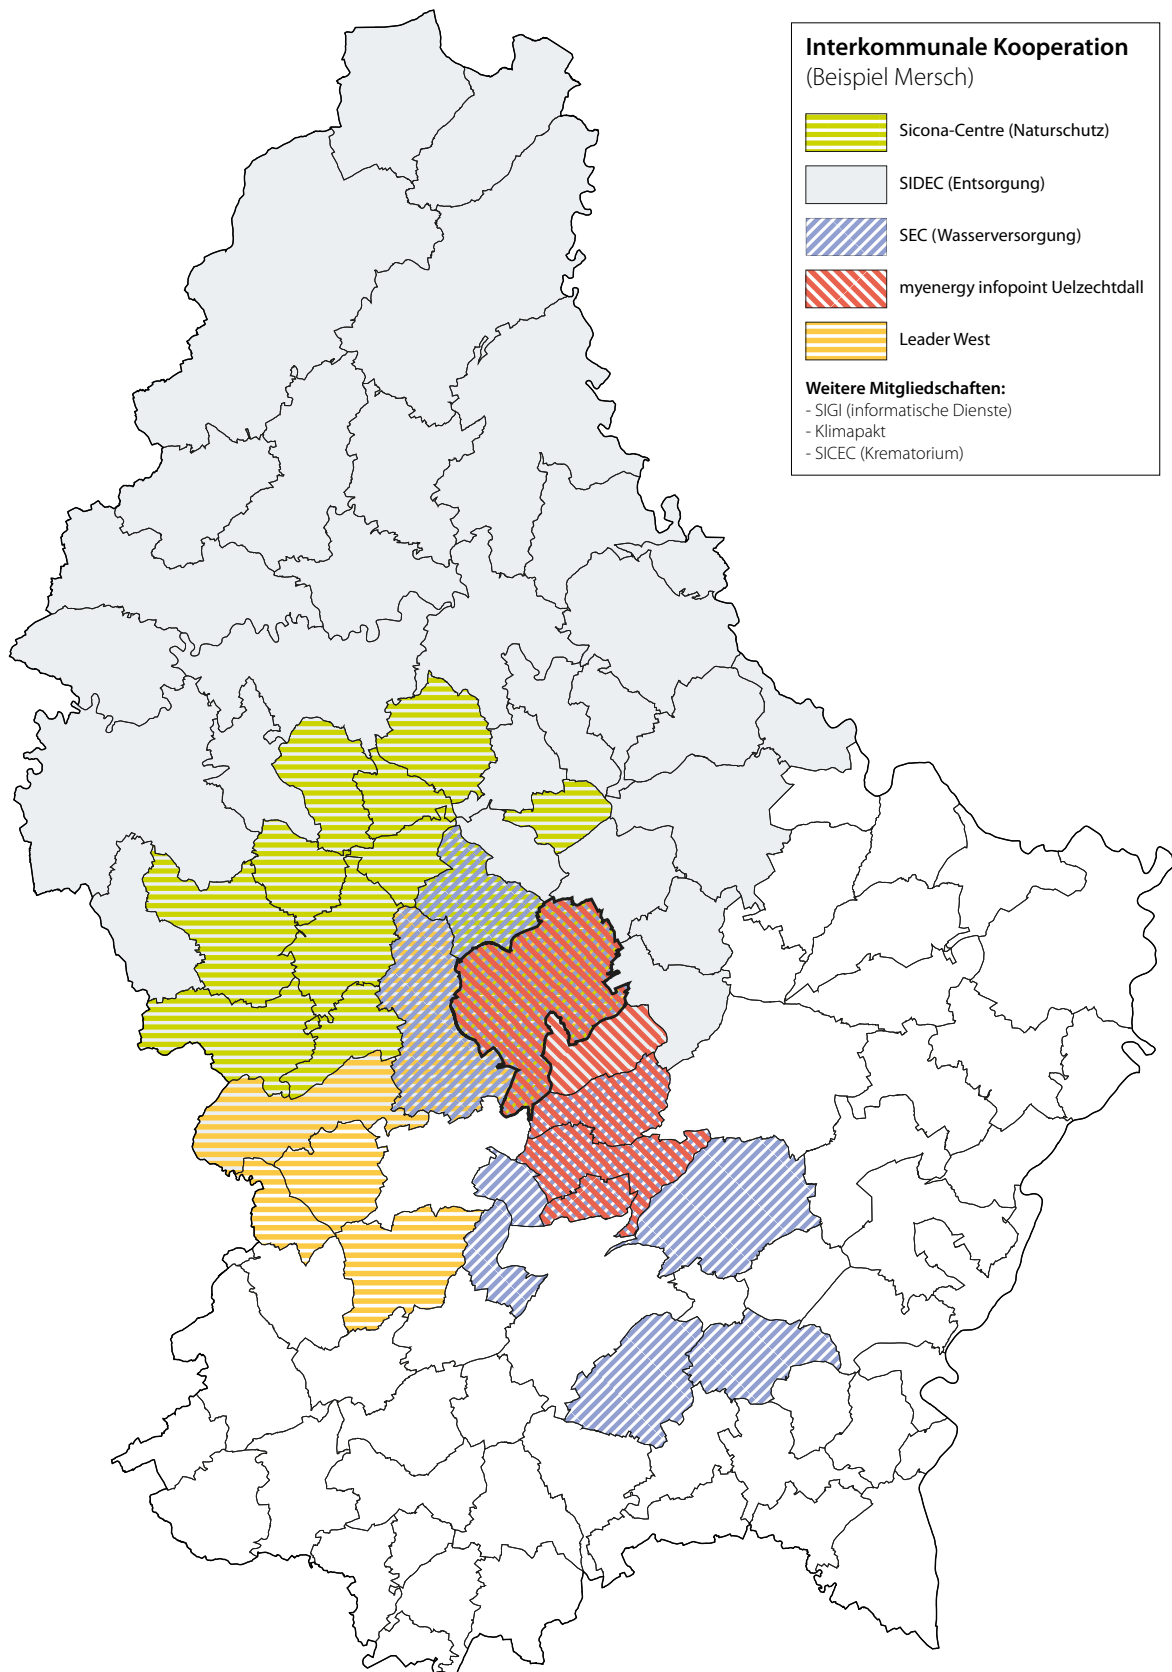 Interkommunale Kooperation
(Beispiel Mersch)
Sicona-Centre (Naturschutz)
SIDEC (Entsorgung)
SEC (Wasserversorgung)
myenergy infopoint Uelzechtdall
Leader West
Weitere Mitgliedschaften:
- SIGI (informatische Dienste)
- Klimapakt
- SICEC (Krematorium)